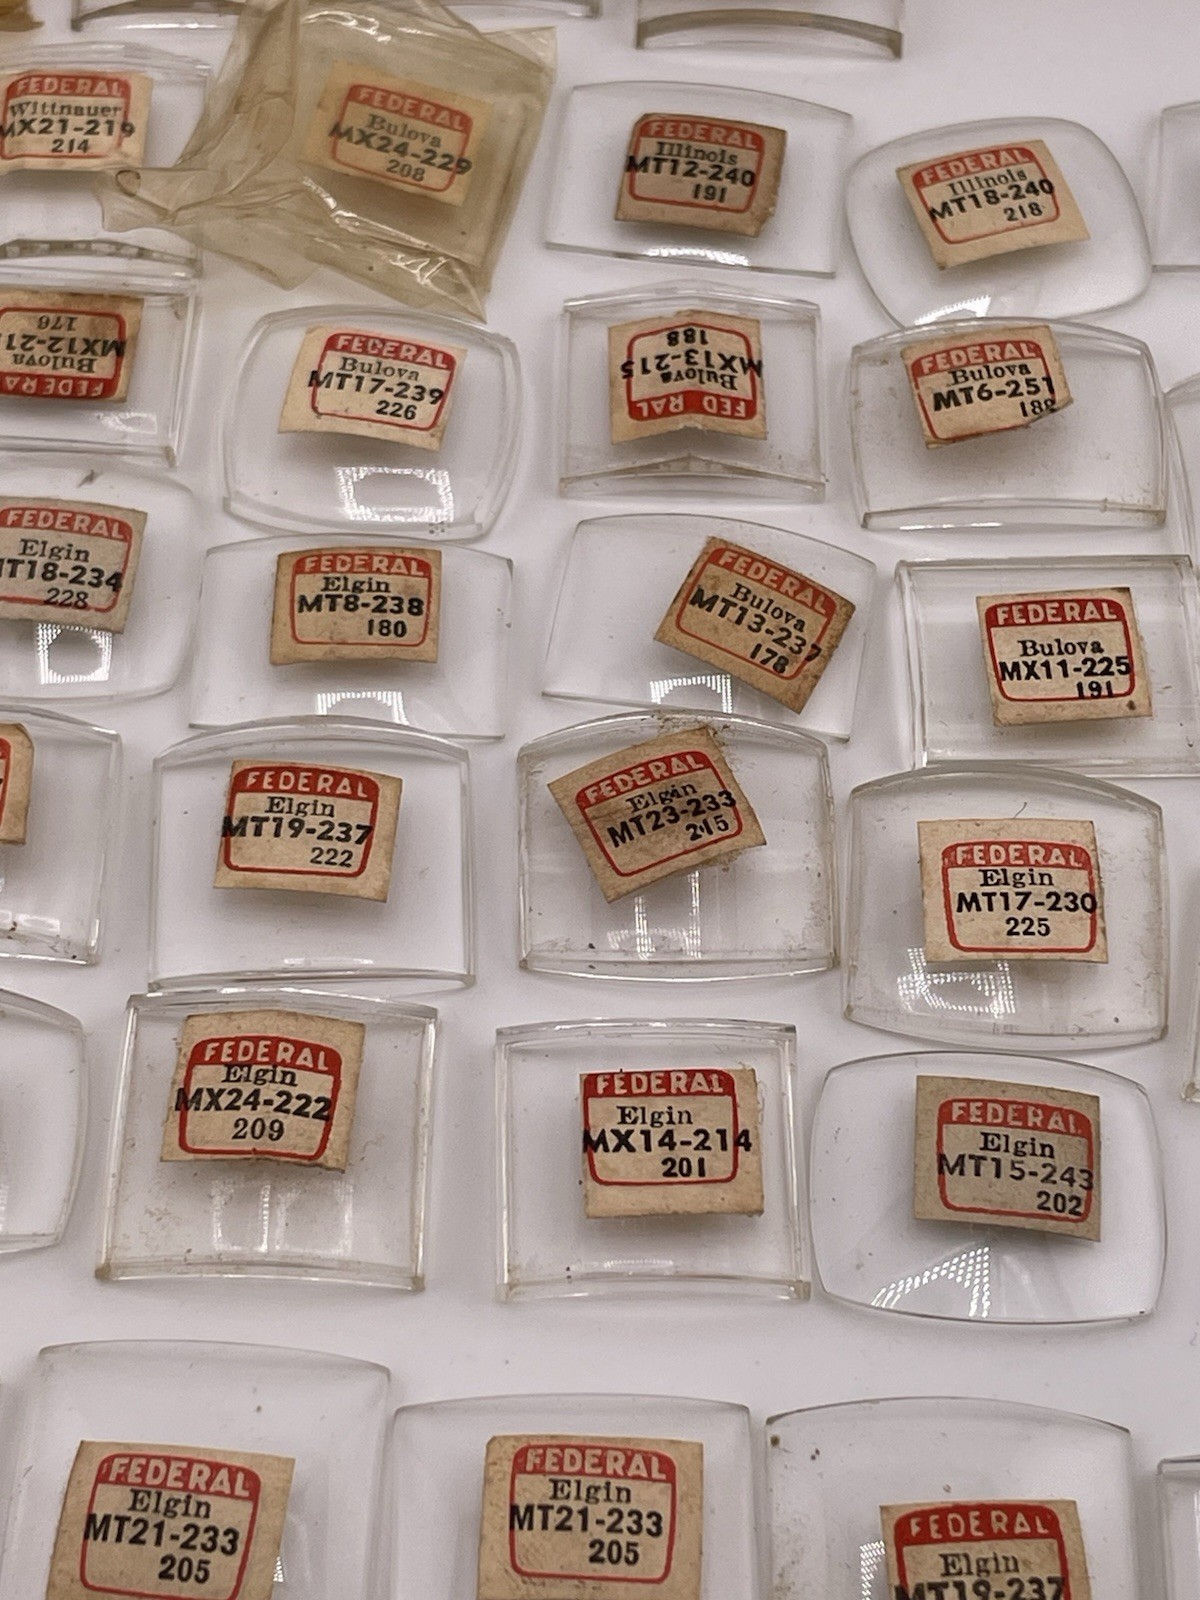 FEDERAL
Wittnauer
MX21-219
214
FEDERAL
Bulova
MX24-229
208
FEDERAL
Illinois
MT12-240
191
FEDERAL
Illinois
MT18-240
218
FEDERAL
Bulova
176
FEDERAL
Bulova
MT17-239
226
FED RAL
Bulova
MX13-215
188
FEDERAL
Bulova
MT6-251
FEDERAL
Elgin
MT18-234
228
FEDERAL
Elgin
MT8-238
180
FEDERAL
Bulova
MT13-237
178
FEDERAL
Bulova
MX11-225
191
FEDERAL
Elgin
MT19-237
222
FEDERAL
Elgin
MT23-233
215
FEDERAL
Elgin
MT17-230
225
FEDERAL
Elgin
MX24-222
209
FEDERAL
Elgin
MX14-214
201
FEDERAL
Elgin
MT15-243
202
FEDERAL
Elgin
MT21-233
205
FEDERAL
Elgin
MT21-233
205
FEDERAL
Elgin
MT19-237